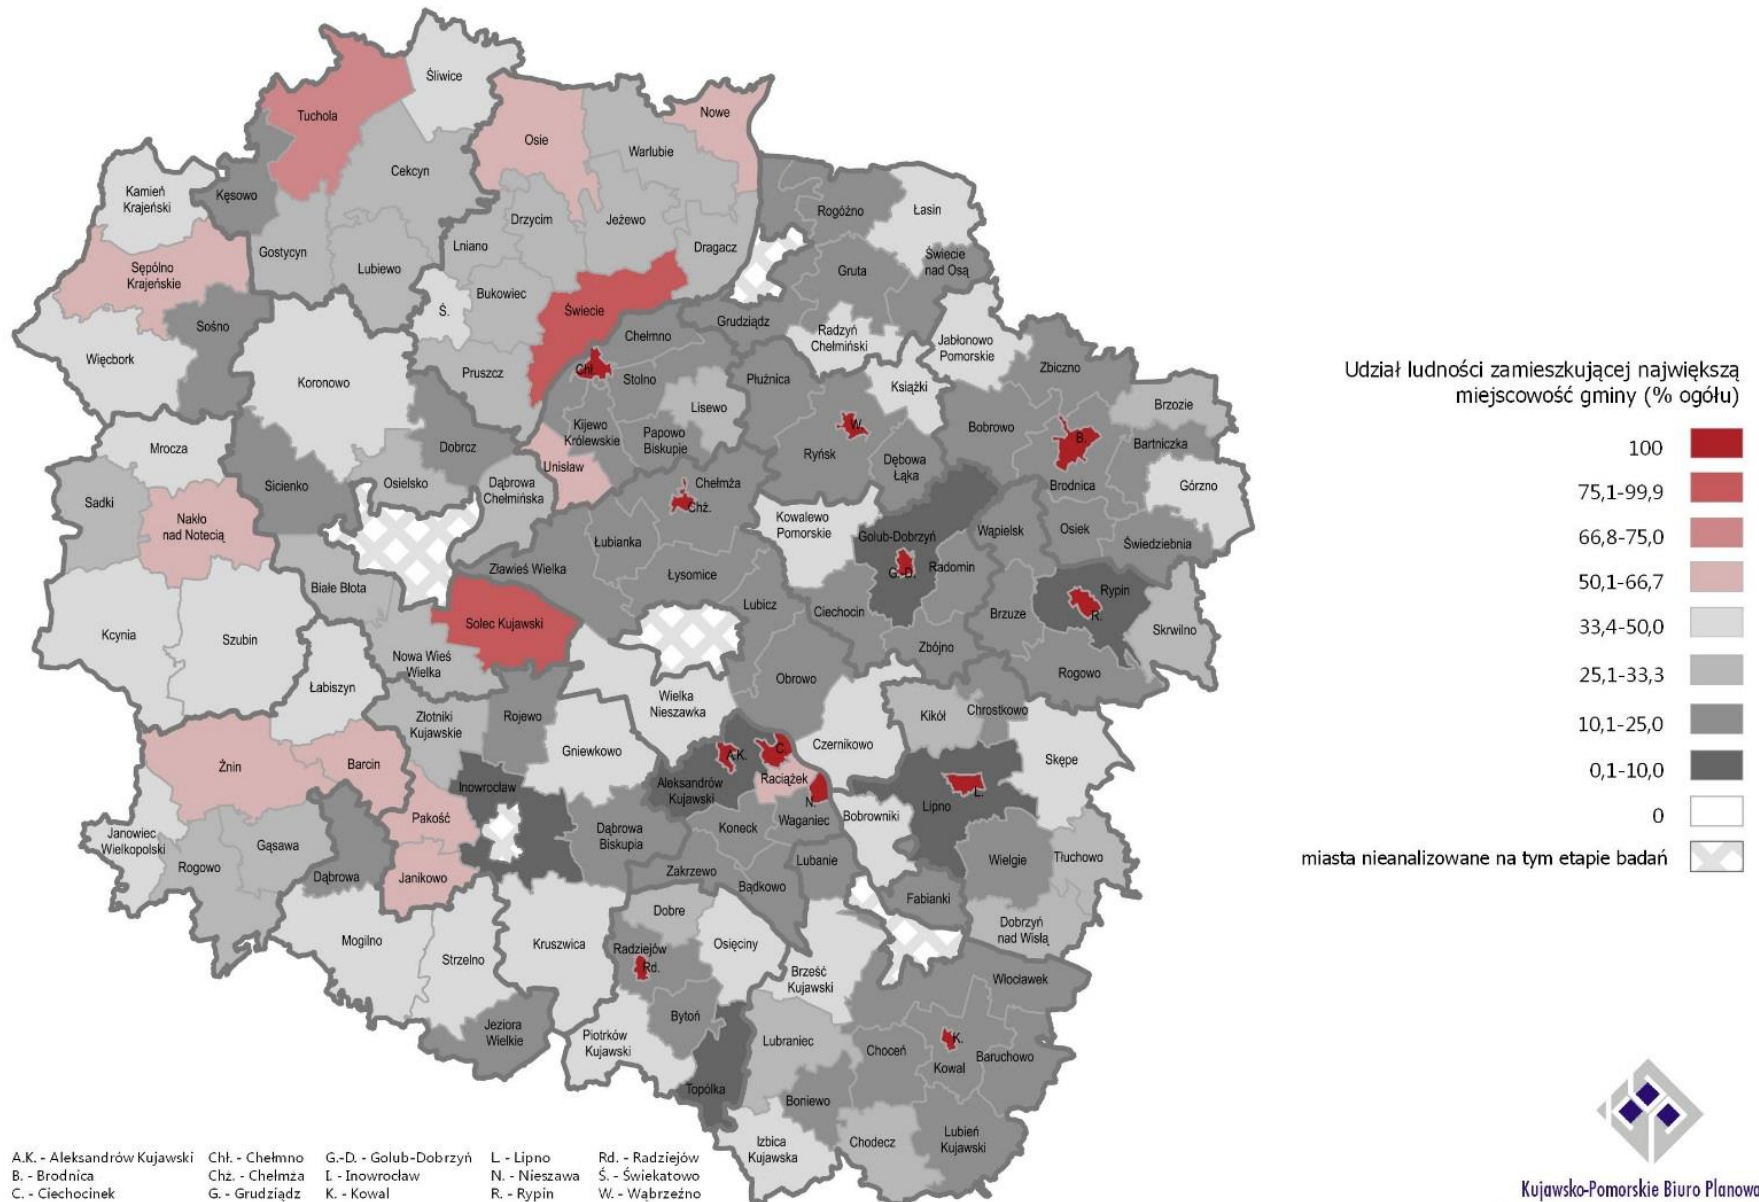 Śliwice
Tuchola
Nowe
Osie
Warlubie
Cekcyn
Kamień
Krajeński
Kęsowo
Rogóźno
Łasin
Drzycim
Jeżewo
Lniano
Dragacz
Gostycyn
Lubiewo
Sępólno
Krajeńskie
Świecie
nad Osą
Gruta
Bukowiec
Ś.
Świecie
Sośno
Grudziądz
Radzyń
Chełmiński
Chełmno
Jabłonowo
Pomorskie
Więcbork
Koronowo
Pruszcz
Chł.
Stolno
Płużnica
Książki
Zbiczno
Lisewo
Brzozie
Kijewo
Królewskie
Papowo
Biskupie
W.
Bobrowo
B.
Bartniczka
Mrocza
Dobrcz
Ryńsk
Dębowa
Łąka
Unisław
Sadki
Sicienko
Osielsko
Dąbrowa
Chełmińska
Chełmża
Chż.
Brodnica
Górzno
Nakło
nad Notecią
Kowalewo
Pomorskie
Golub-Dobrzyń
Wąpielsk
Osiek
Świedziebnia
Łubianka
Zławieś Wielka
Łysomice
G.-D.
Radomin
Białe Błota
Rypin
R.
Lubicz
Ciechocin
Brzuze
Kcynia
Szubin
Solec Kujawski
Skrwilno
Nowa Wieś
Wielka
Zbójno
Rogowo
Łabiszyn
Obrowo
Wielka
Nieszawka
Złotniki
Kujawskie
Rojewo
Kikół
Chrostkowo
Gniewkowo
Czernikowo
A.K.
C.
Skępe
Żnin
Barcin
Inowrocław
Aleksandrów
Kujawski
Raciążek
N.
L.
Lipno
Pakość
Bobrowniki
Janowiec
Wielkopolski
Gąsawa
Dąbrowa
Biskupia
Koneck
Waganiec
Rogowo
Dąbrowa
Janikowo
Zakrzewo
Lubanie
Wielgie
Tłuchowo
Bądkowo
Fabianki
Dobre
Dobrzyń
nad Wisłą
Mogilno
Strzelno
Kruszwica
Radziejów
Rd.
Osięciny
Brześć
Kujawski
Włocławek
Jeziora
Wielkie
Bytoń
Piotrków
Kujawski
Lubraniec
K.
Choceń
Baruchowo
Kowal
Topólka
Boniewo
Izbica
Kujawska
Chodecz
Lubień
Kujawski
Udział ludności zamieszkującej największą
miejscowość gminy (% ogółu)
100
75,1-99,9
66,8-75,0
50,1-66,7
33,4-50,0
25,1-33,3
10,1-25,0
0,1-10,0
0
miasta nieanalizowane na tym etapie badań
A.K. - Aleksandrów Kujawski Chł. - Chełmno G.-D. - Golub-Dobrzyń L. - Lipno Rd. - Radziejów
B. - Brodnica Chż. - Chełmża I. - Inowrocław N. - Nieszawa Ś. - Świekatowo
C. - Ciechocinek G. - Grudziądz K. - Kowal R. - Rypin W. - Wąbrzeźno
Kujawsko-Pomorskie Biuro Planowa